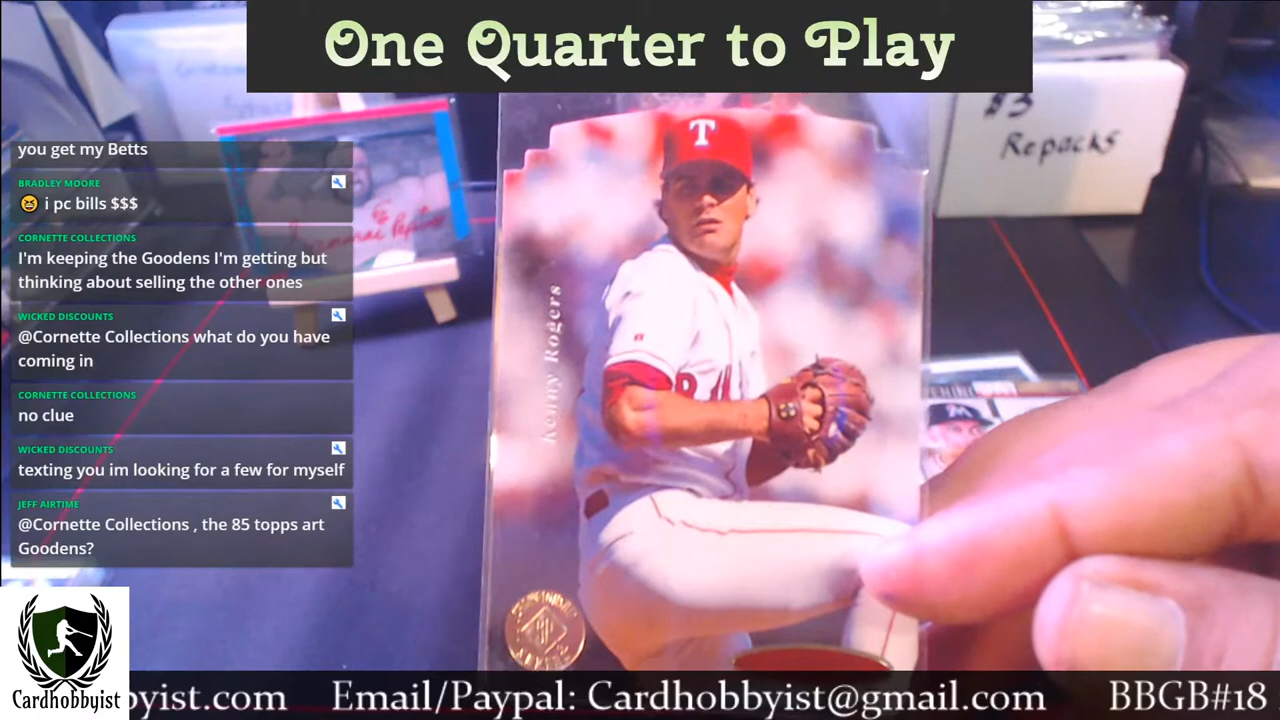 One Quarter to Play
you get my Betts
BRADLEY MOORE
i pc bills $$$
CORNETTE COLLECTIONS
I'm keeping the Goodens I'm getting but
thinking about selling the other ones
WICKED DISCOUNTS
@Cornette Collections what do you have
coming in
CORNETTE COLLECTIONS
no clue
WICKED DISCOUNTS
texting you im looking for a few for myself
JEFF AIRTIME
@Cornette Collections , the 85 topps art
Goodens?
T
Kenny Rogers
$3
Repacks
M
Cardhobbyist
byist.com
Email/Paypal: Cardhobbyist@gmail.com
BBGB#18